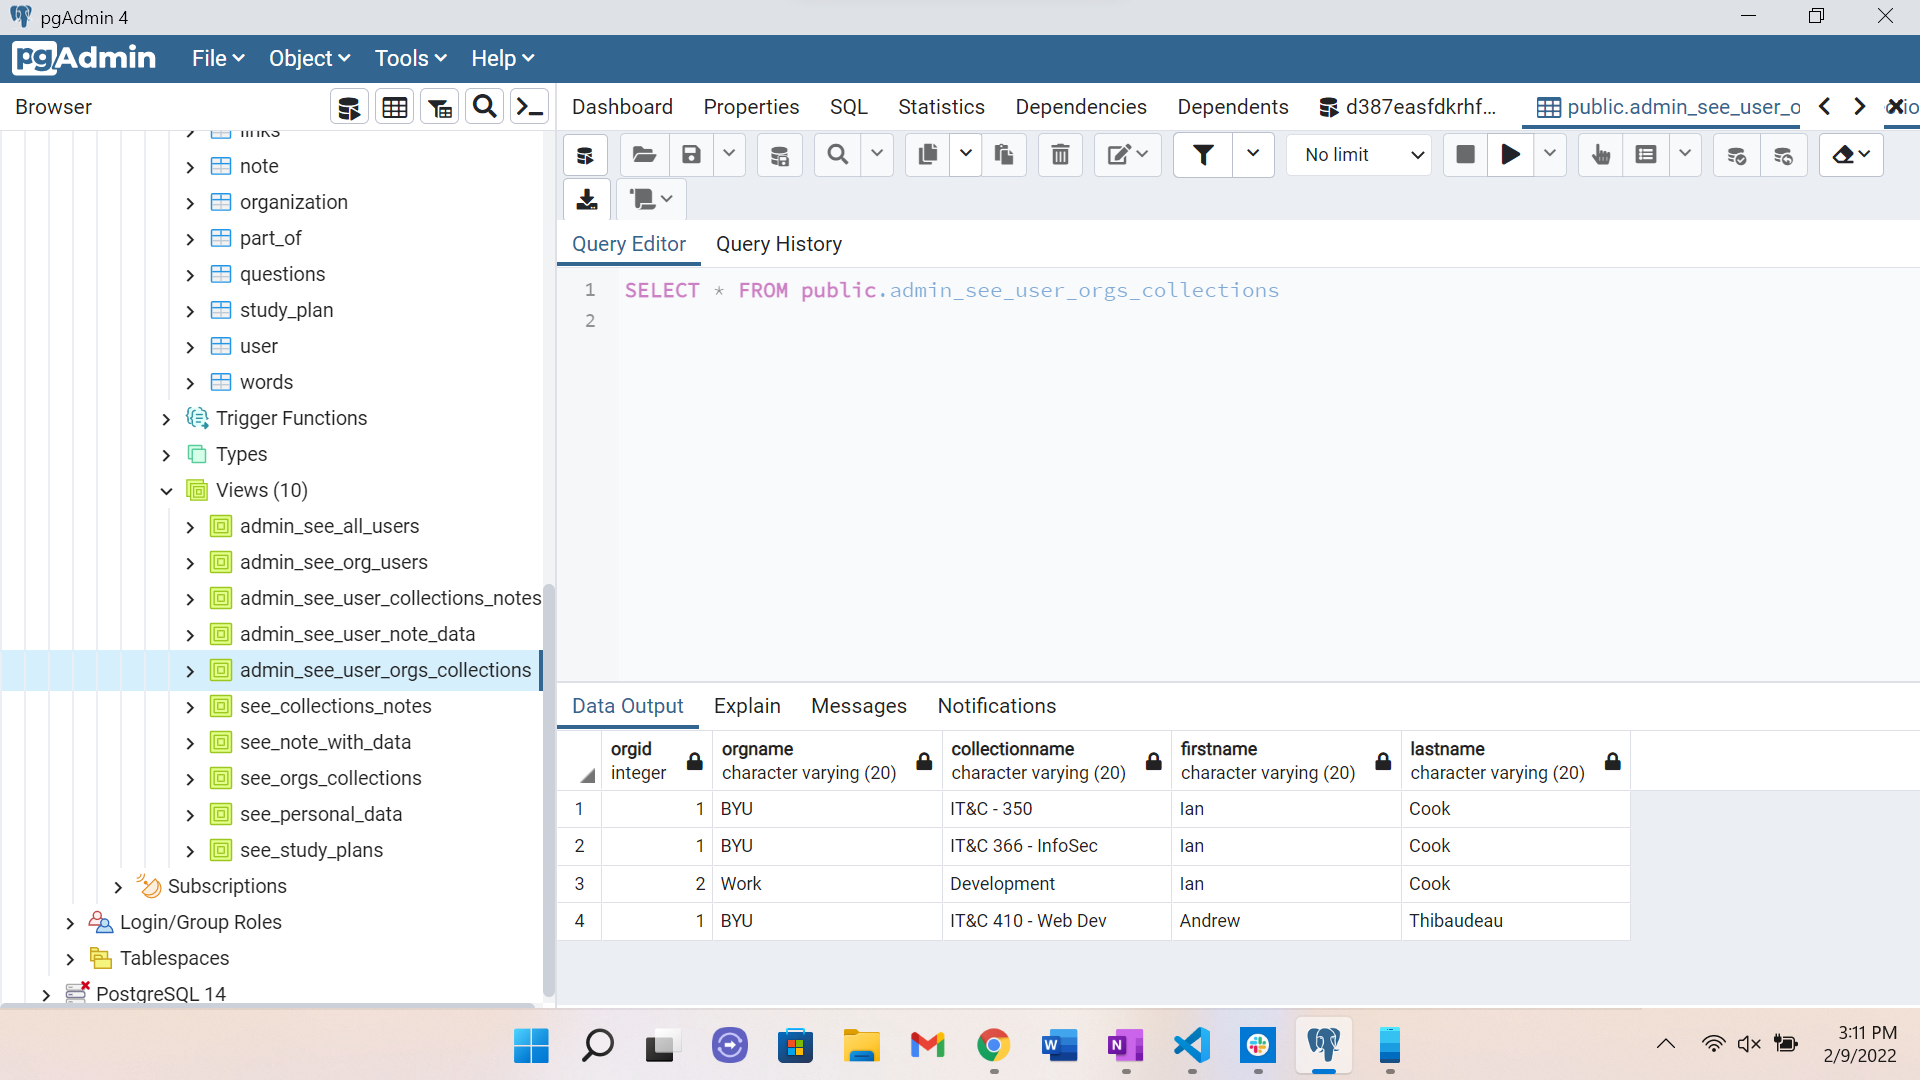 pgAdmin 4
pgAdmin File Object Tools Help
Browser
Dashboard Properties SQL Statistics Dependencies Dependents d387easfdkrhf... public.admin_see_user_o
No limit
Query Editor Query History
1 SELECT * FROM public.admin_see_user_orgs_collections
2
links
note
organization
part_of
questions
study_plan
user
words
Trigger Functions
Types
Views (10)
admin_see_all_users
admin_see_org_users
admin_see_user_collections_notes
admin_see_user_note_data
admin_see_user_orgs_collections
see_collections_notes
see_note_with_data
see_orgs_collections
see_personal_data
see_study_plans
Subscriptions
Login/Group Roles
Tablespaces
PostgreSQL 14
Data Output Explain Messages Notifications
orgid orgname collectionname firstname lastname
integer character varying (20) character varying (20) character varying (20) character varying (20)
1 1 BYU IT&C - 350 Ian Cook
2 1 BYU IT&C 366 - InfoSec Ian Cook
3 2 Work Development Ian Cook
4 1 BYU IT&C 410 - Web Dev Andrew Thibaudeau
3:11 PM
2/9/2022